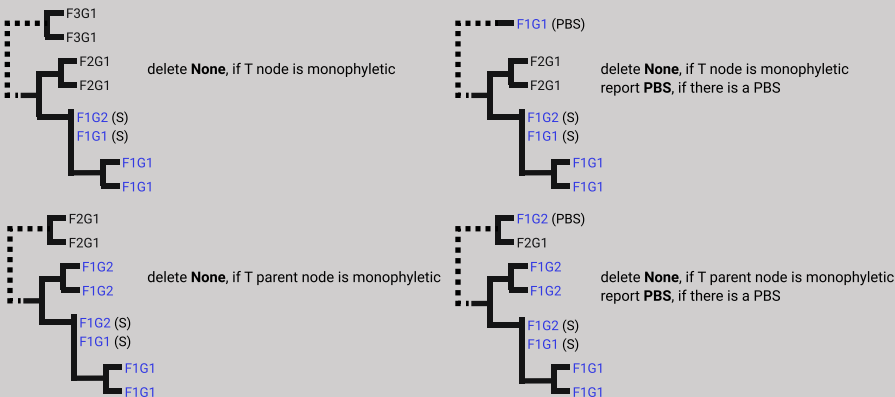 F3G1
F3G1
F2G1
F2G1
delete None, if T node is monophyletic
F1G2 (S)
F1G1 (S)
F1G1
F1G1
F1G1 (PBS)
F2G1
F2G1
delete None, if T node is monophyletic
report PBS, if there is a PBS
F1G2 (S)
F1G1 (S)
F1G1
F1G1
F2G1
F2G1
F1G2
F1G2
delete None, if T parent node is monophyletic
F1G2 (S)
F1G1 (S)
F1G1
F1G1
F1G2 (PBS)
F2G1
F1G2
F1G2
delete None, if T parent node is monophyletic
report PBS, if there is a PBS
F1G2 (S)
F1G1 (S)
F1G1
F1G1